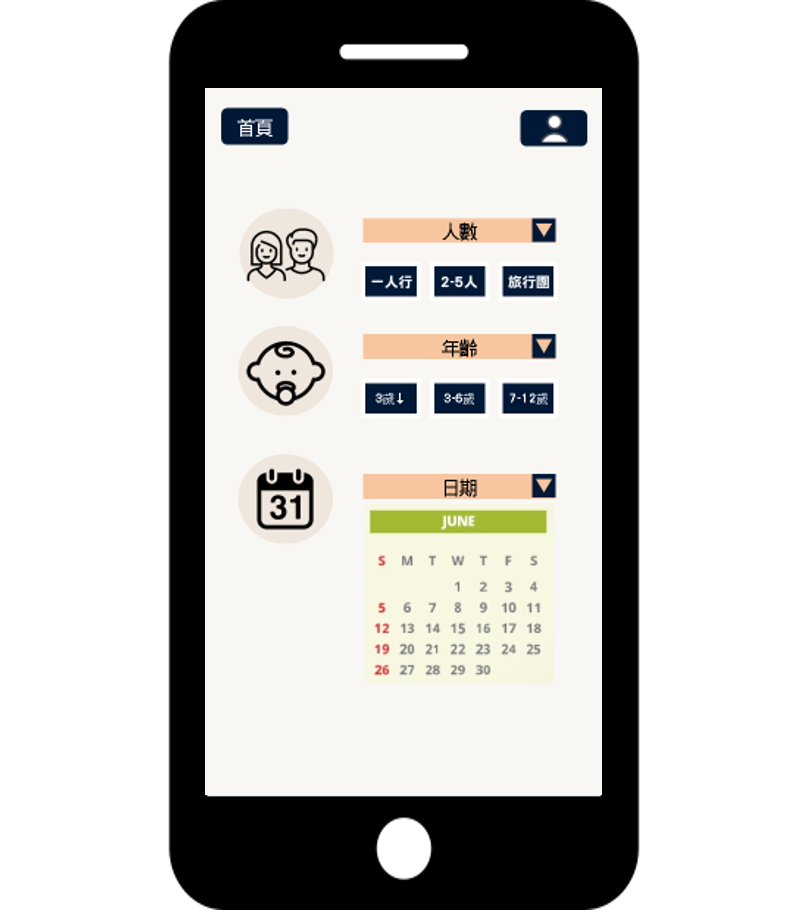 首頁
人數
一人行 2-5人 旅行團
年齡
3歲↓ 3-6歲 7-12歲
31
日期
JUNE
S M T W T F S
1 2 3 4
5 6 7 8 9 10 11
12 13 14 15 16 17 18
19 20 21 22 23 24 25
26 27 28 29 30